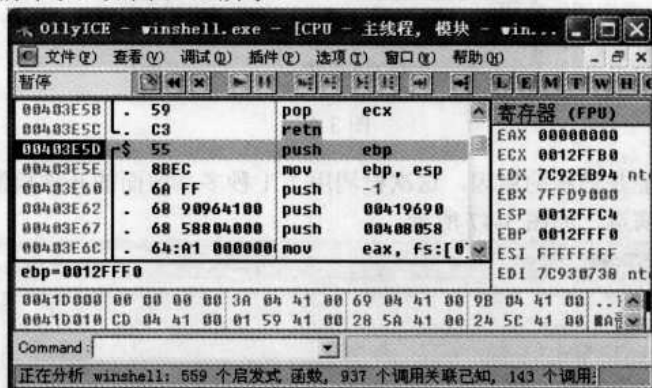 OllyICE - winshell.exe - [CPU - 主线程, 模块 - win...
文件(F) 查看(V) 调试(D) 插件(P) 选项(T) 窗口(W) 帮助(H)
暂停 L E M T W H
00403E5B . 59 pop ecx
00403E5C . C3 retn
00403E5D $ 55 push ebp
00403E5E . 8BEC mov ebp, esp
00403E60 . 6A FF push -1
00403E62 . 68 90964100 push 00419690
00403E67 . 68 58804000 push 00408058
00403E6C . 64:A1 000000 mov eax, fs:[0]
寄存器 (FPU)
EAX 00000000
ECX 0012FFB0
EDX 7C92EB94 nt
EBX 7FFD9000
ESP 0012FFC4
EBP 0012FFF0
ESI FFFFFFFF
EDI 7C930738 nt
ebp=0012FFF0
0041D000 00 00 00 00 3A 04 41 00 69 04 41 00 9B 04 41 00
0041D010 CD 04 41 00 01 59 41 00 28 5A 41 00 24 5C 41 00
Command:
正在分析 winshell: 559 个启发式 函数, 937 个调用关联已知, 143 个调用